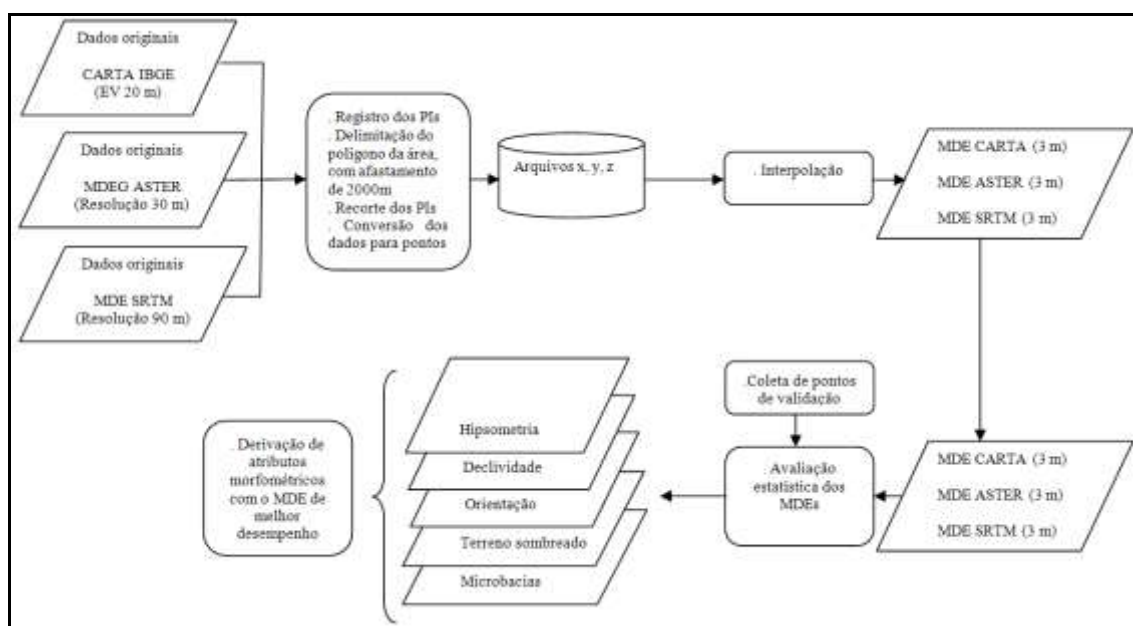 Dados originais
CARTA IBGE
(EV 20 m)
Dados originais
MDEG ASTER
(Resolução 30 m)
Dados originais
MDE SRTM
(Resolução 90 m)
. Registro dos PIs
. Delimitação do
polígono da área,
com afastamento
de 2000m
. Recorte dos PIs
. Conversão dos
dados para pontos
Arquivos x, y, z
. Interpolação
MDE CARTA (3 m)
MDE ASTER (3 m)
MDE SRTM (3 m)
.Coleta de pontos
de validação
. Avaliação
estatística dos
MDEs
MDE CARTA (3 m)
MDE ASTER (3 m)
MDE SRTM (3 m)
Hipsometria
Declividade
Orientação
Terreno sombreado
Microbacias
. Derivação de
atributos
morfométricos
com o MDE de
melhor
desempenho